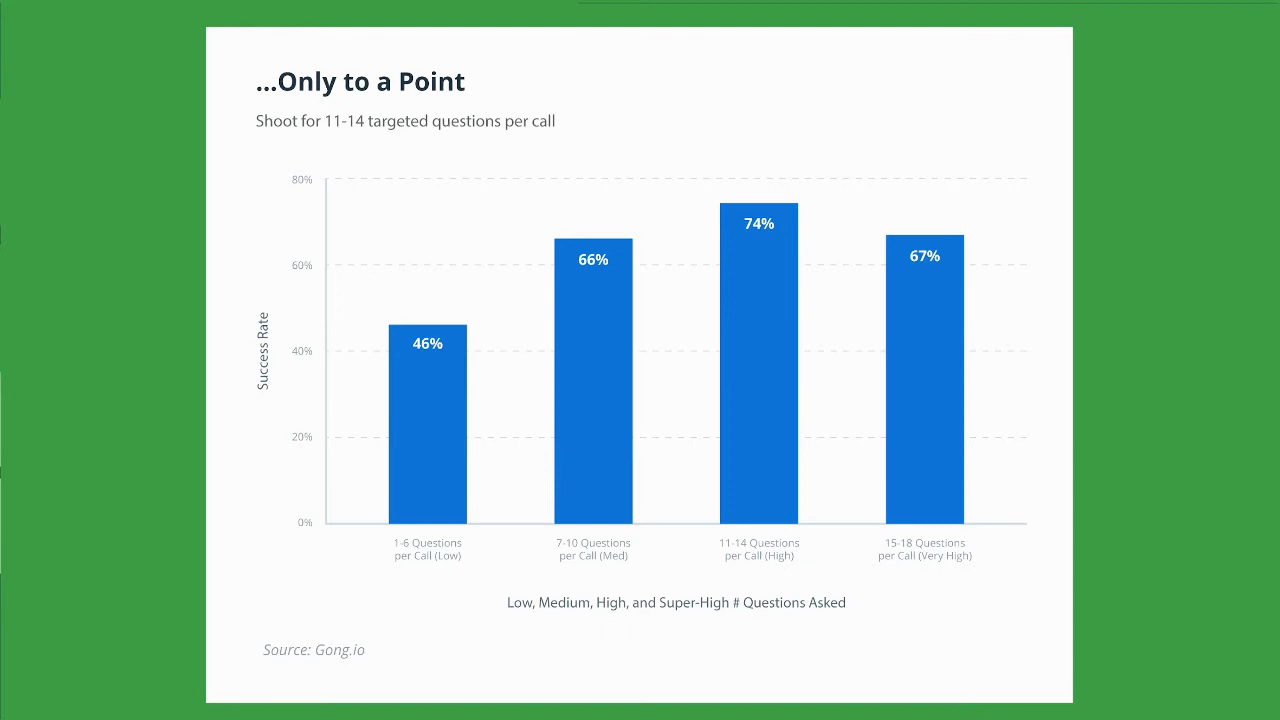 ...Only to a Point
Shoot for 11-14 targeted questions per call
80%
60%
40%
20%
0%
Success Rate
46%
66%
74%
67%
1-6 Questions
per Call (Low)
7-10 Questions
per Call (Med)
11-14 Questions
per Call (High)
15-18 Questions
per Call (Very High)
Low, Medium, High, and Super-High # Questions Asked
Source: Gong.io